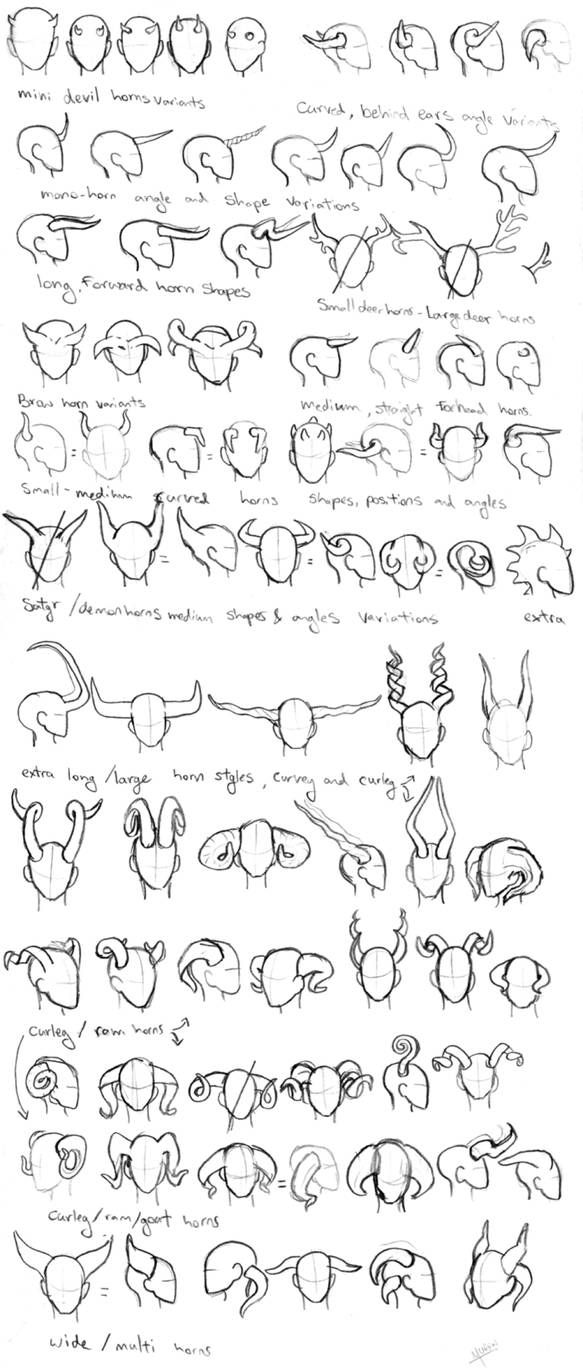 mini devil horns variants
Curved, behind ears angle variants
mono-horn angle and shape variations
long, Forward horn shapes
Small deer horns - Large deer horns
Brow horn variants
medium, straight Forhead horns.
Small-medium curved horns shapes, positions and angles
Satyr / demonhorns medium shapes & angles variations
extra
extra long / large horn styles, curvey and curley
curley / ram horns
curley / ram / goat horns
wide / multi horns